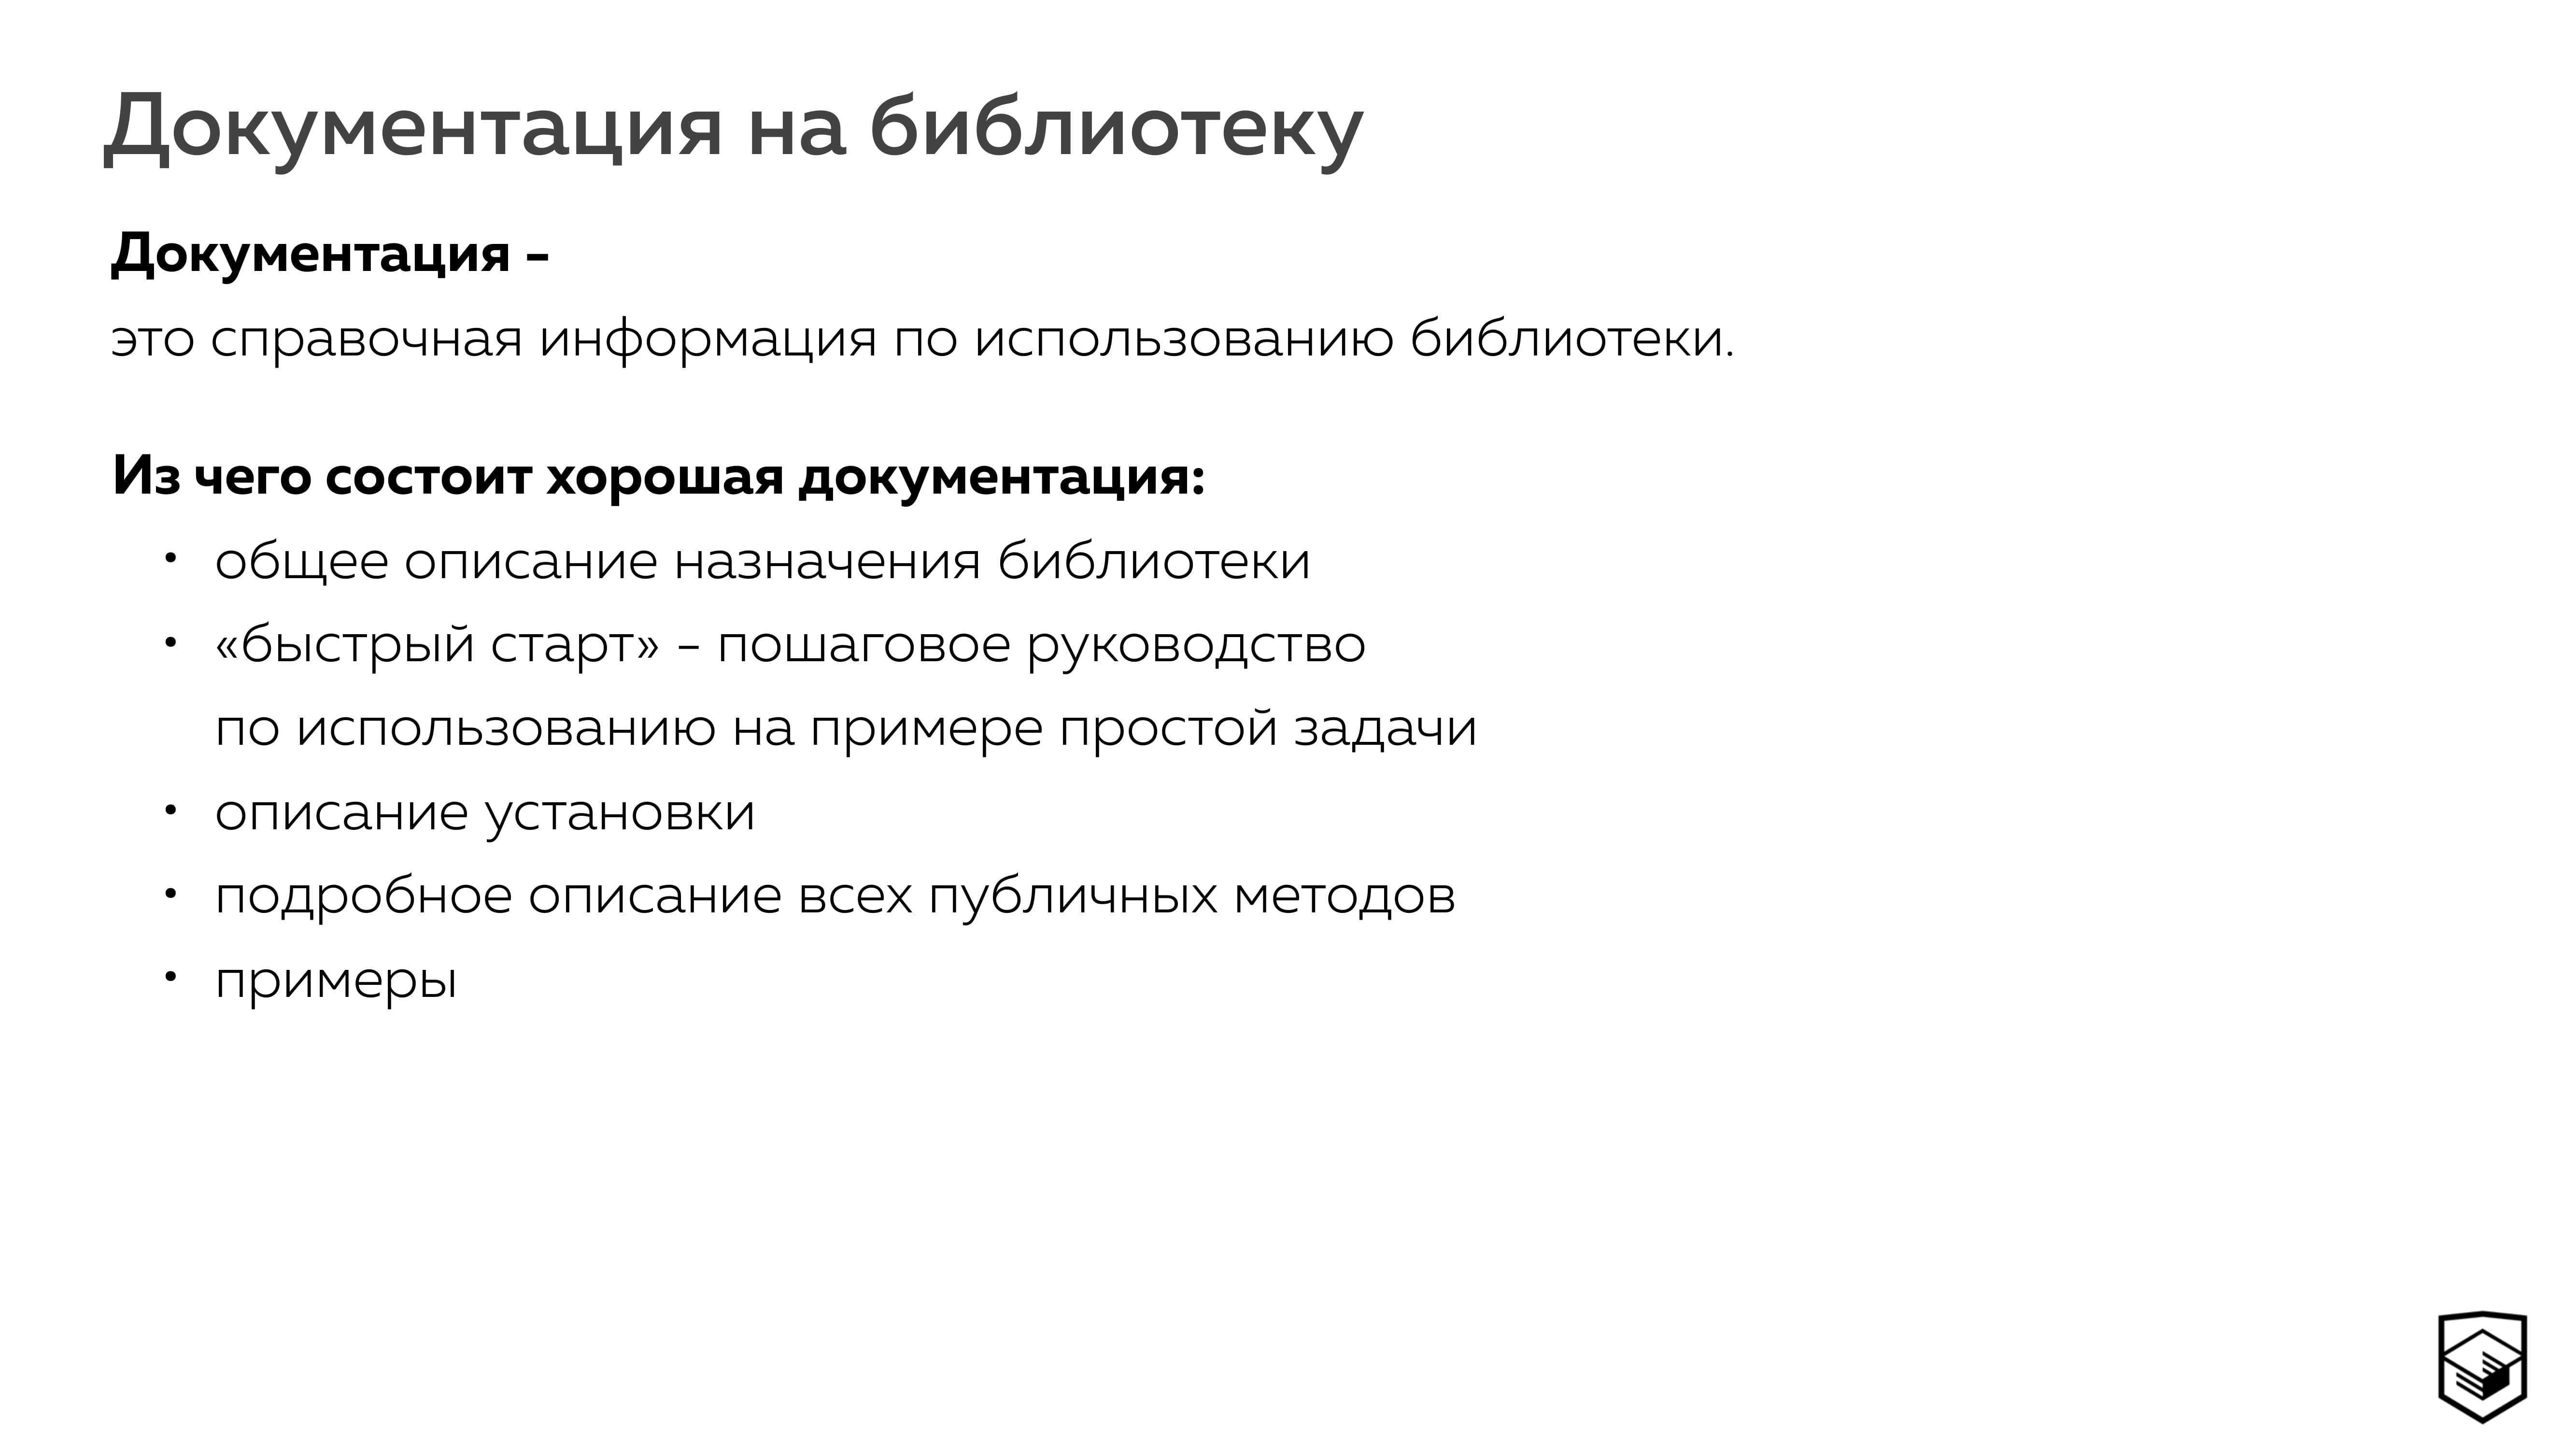 Документация на библиотеку
Документация –
это справочная информация по использованию библиотеки.
Из чего состоит хорошая документация:
• общее описание назначения библиотеки
• «быстрый старт» – пошаговое руководство
по использованию на примере простой задачи
• описание установки
• подробное описание всех публичных методов
• примеры